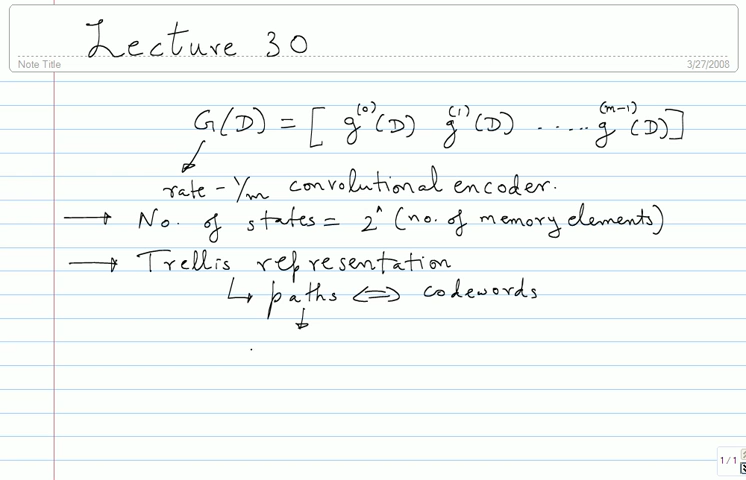 Lecture 30
Note Title
3/27/2008
G(D) = [ g^(0)(D) g^(1)(D) ..... g^(m-1)(D) ]
rate - 1/m convolutional encoder.
→ No. of states = 2^(no. of memory elements)
→ Trellis representation
↳ paths ⇔ codewords
↓
1 / 1